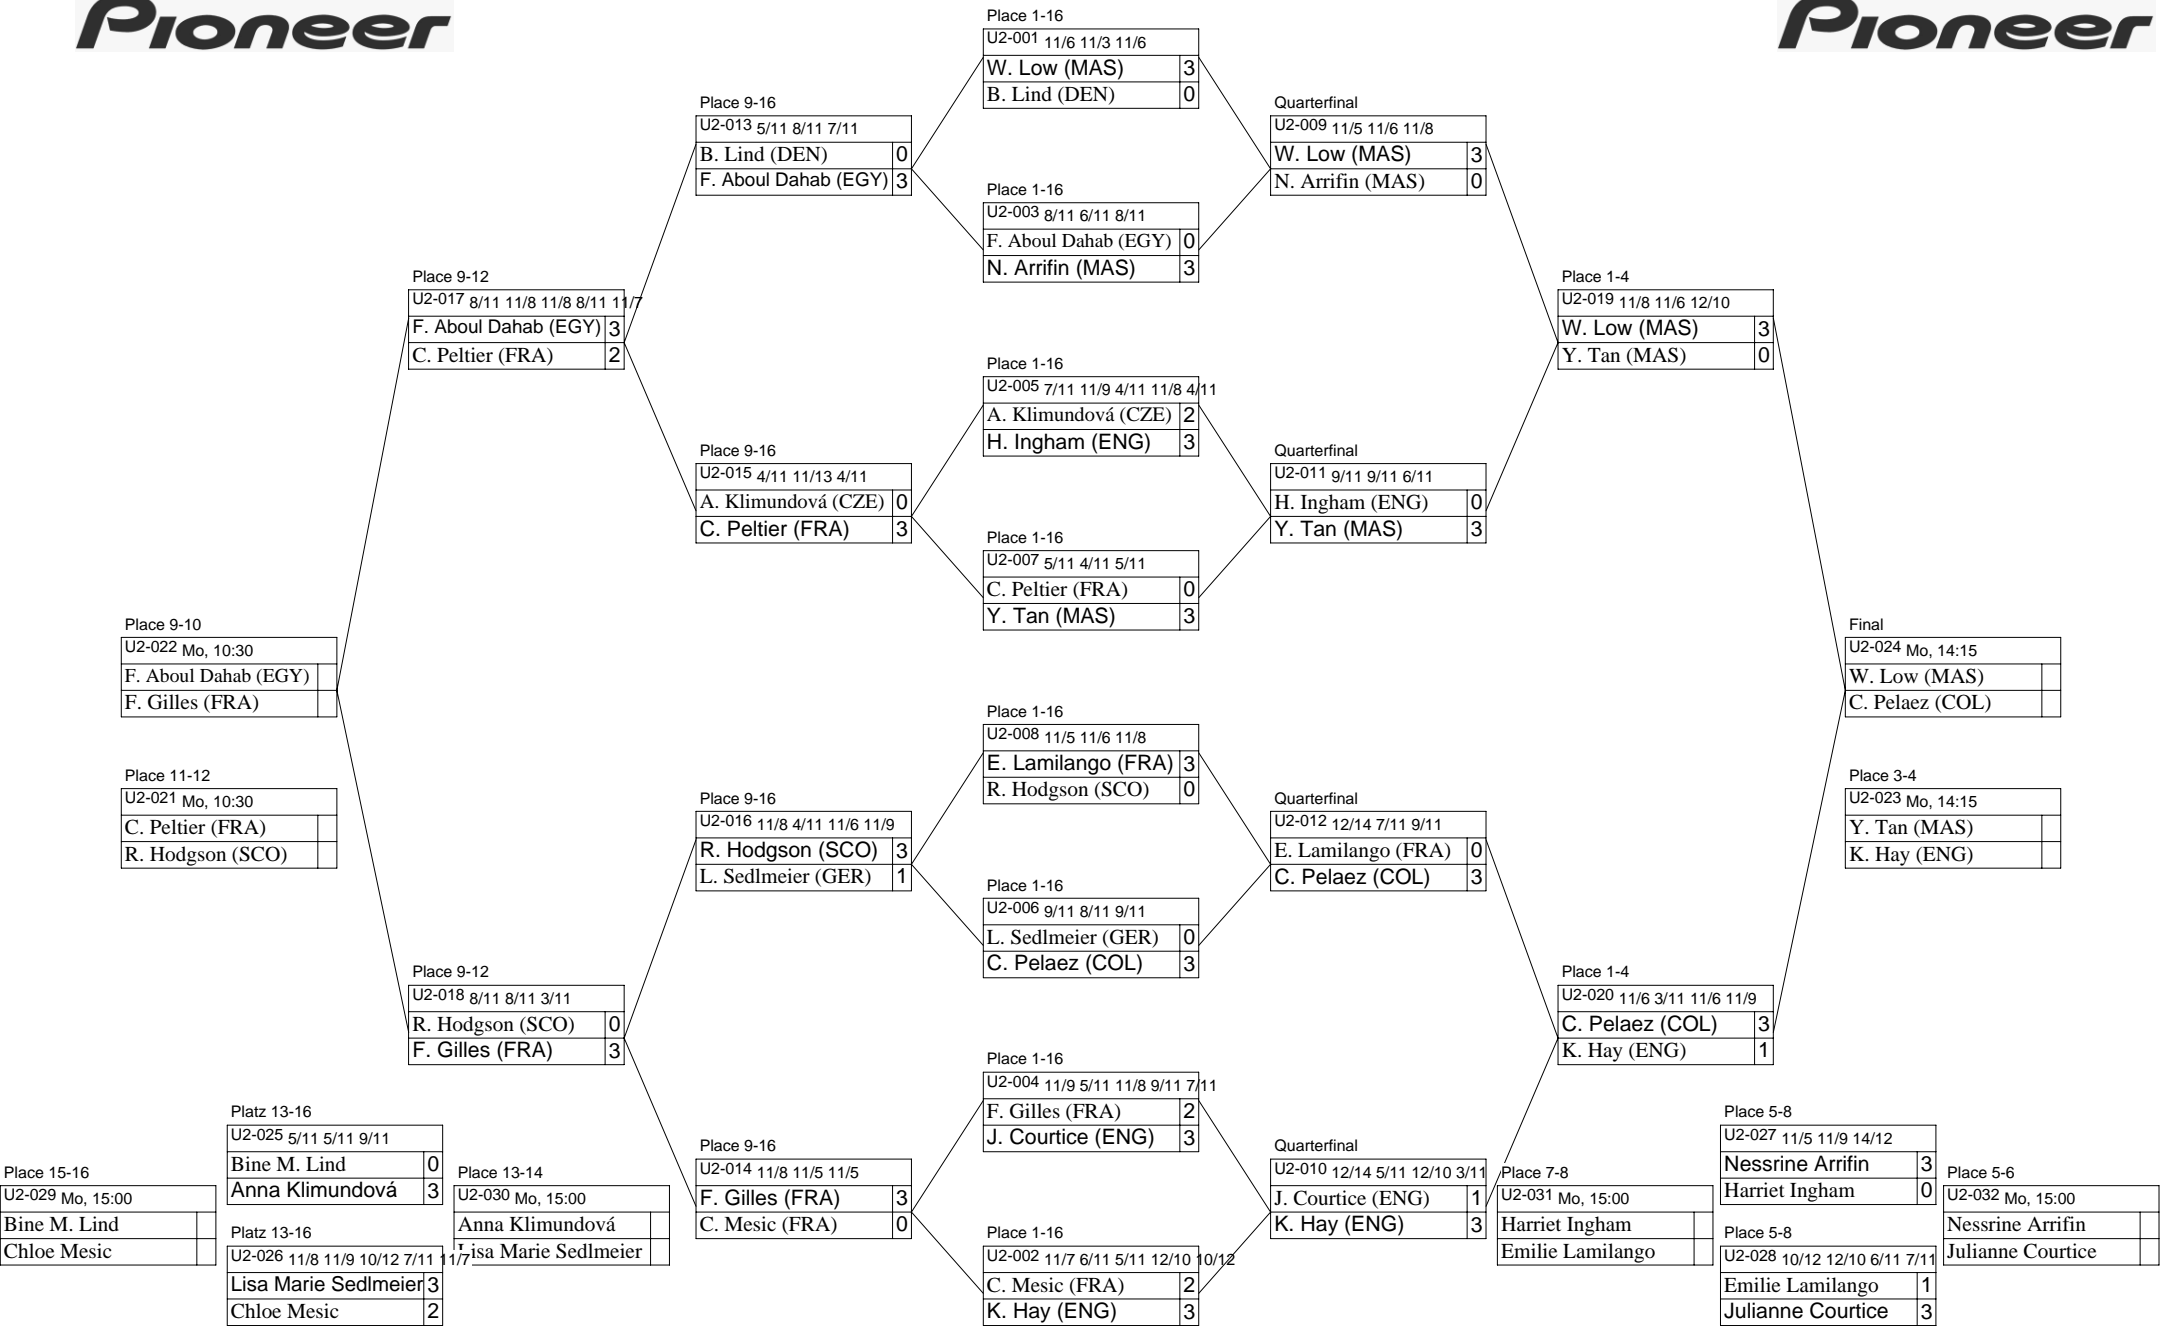 Pioneer
Pioneer
Place 1-16
U2-001 11/6 11/3 11/6
W. Low (MAS) 3
B. Lind (DEN) 0
Place 9-16
U2-013 5/11 8/11 7/11
B. Lind (DEN) 0
F. Aboul Dahab (EGY) 3
Quarterfinal
U2-009 11/5 11/6 11/8
W. Low (MAS) 3
N. Arrifin (MAS) 0
Place 1-16
U2-003 8/11 6/11 8/11
F. Aboul Dahab (EGY) 0
N. Arrifin (MAS) 3
Place 9-12
U2-017 8/11 11/8 11/8 8/11 11/7
F. Aboul Dahab (EGY) 3
C. Peltier (FRA) 2
Place 1-4
U2-019 11/8 11/6 12/10
W. Low (MAS) 3
Y. Tan (MAS) 0
Place 1-16
U2-005 7/11 11/9 4/11 11/8 4/11
A. Klimundová (CZE) 2
H. Ingham (ENG) 3
Place 9-16
U2-015 4/11 11/13 4/11
A. Klimundová (CZE) 0
C. Peltier (FRA) 3
Quarterfinal
U2-011 9/11 9/11 6/11
H. Ingham (ENG) 0
Y. Tan (MAS) 3
Place 1-16
U2-007 5/11 4/11 5/11
C. Peltier (FRA) 0
Y. Tan (MAS) 3
Place 9-10
U2-022 Mo, 10:30
F. Aboul Dahab (EGY)
F. Gilles (FRA)
Final
U2-024 Mo, 14:15
W. Low (MAS)
C. Pelaez (COL)
Place 1-16
U2-008 11/5 11/6 11/8
E. Lamilango (FRA) 3
R. Hodgson (SCO) 0
Place 11-12
U2-021 Mo, 10:30
C. Peltier (FRA)
R. Hodgson (SCO)
Place 9-16
U2-016 11/8 4/11 11/6 11/9
R. Hodgson (SCO) 3
L. Sedlmeier (GER) 1
Quarterfinal
U2-012 12/14 7/11 9/11
E. Lamilango (FRA) 0
C. Pelaez (COL) 3
Place 3-4
U2-023 Mo, 14:15
Y. Tan (MAS)
K. Hay (ENG)
Place 1-16
U2-006 9/11 8/11 9/11
L. Sedlmeier (GER) 0
C. Pelaez (COL) 3
Place 9-12
U2-018 8/11 8/11 3/11
R. Hodgson (SCO) 0
F. Gilles (FRA) 3
Place 1-4
U2-020 11/6 3/11 11/6 11/9
C. Pelaez (COL) 3
K. Hay (ENG) 1
Place 1-16
U2-004 11/9 5/11 11/8 9/11 7/11
F. Gilles (FRA) 2
J. Courtice (ENG) 3
Place 9-16
U2-014 11/8 11/5 11/5
F. Gilles (FRA) 3
C. Mesic (FRA) 0
Quarterfinal
U2-010 12/14 5/11 12/10 3/11
J. Courtice (ENG) 1
K. Hay (ENG) 3
Place 1-16
U2-002 11/7 6/11 5/11 12/10 10/12
C. Mesic (FRA) 2
K. Hay (ENG) 3
Platz 13-16
U2-025 5/11 5/11 9/11
Bine M. Lind 0
Anna Klimundová 3
Place 15-16
U2-029 Mo, 15:00
Bine M. Lind
Chloe Mesic
Platz 13-16
U2-026 11/8 11/9 10/12 7/11 11/7
Lisa Marie Sedlmeier 3
Chloe Mesic 2
Place 13-14
U2-030 Mo, 15:00
Anna Klimundová
Lisa Marie Sedlmeier
Place 7-8
U2-031 Mo, 15:00
Harriet Ingham
Emilie Lamilango
Place 5-8
U2-027 11/5 11/9 14/12
Nessrine Arrifin 3
Harriet Ingham 0
Place 5-8
U2-028 10/12 12/10 6/11 7/11
Emilie Lamilango 1
Julianne Courtice 3
Place 5-6
U2-032 Mo, 15:00
Nessrine Arrifin
Julianne Courtice